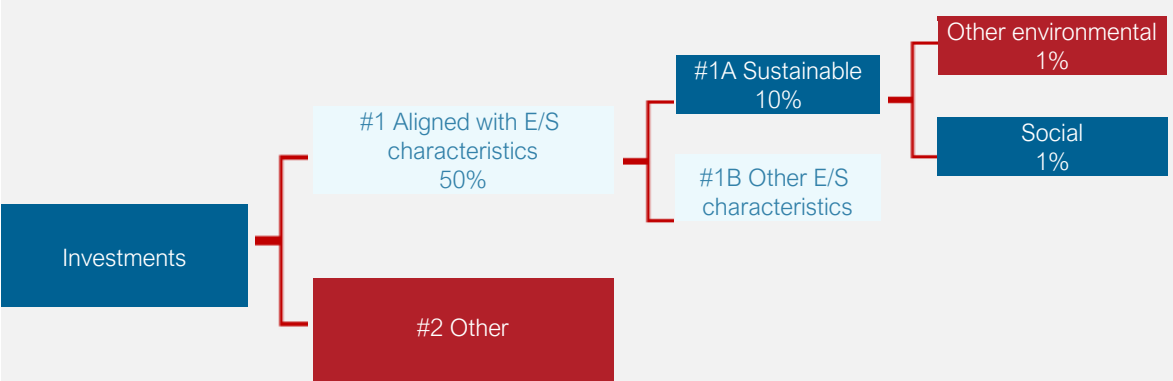 Other environmental
1%
#1A Sustainable
10%
#1 Aligned with E/S
characteristics
50%
Social
1%
#1B Other E/S
characteristics
Investments
#2 Other